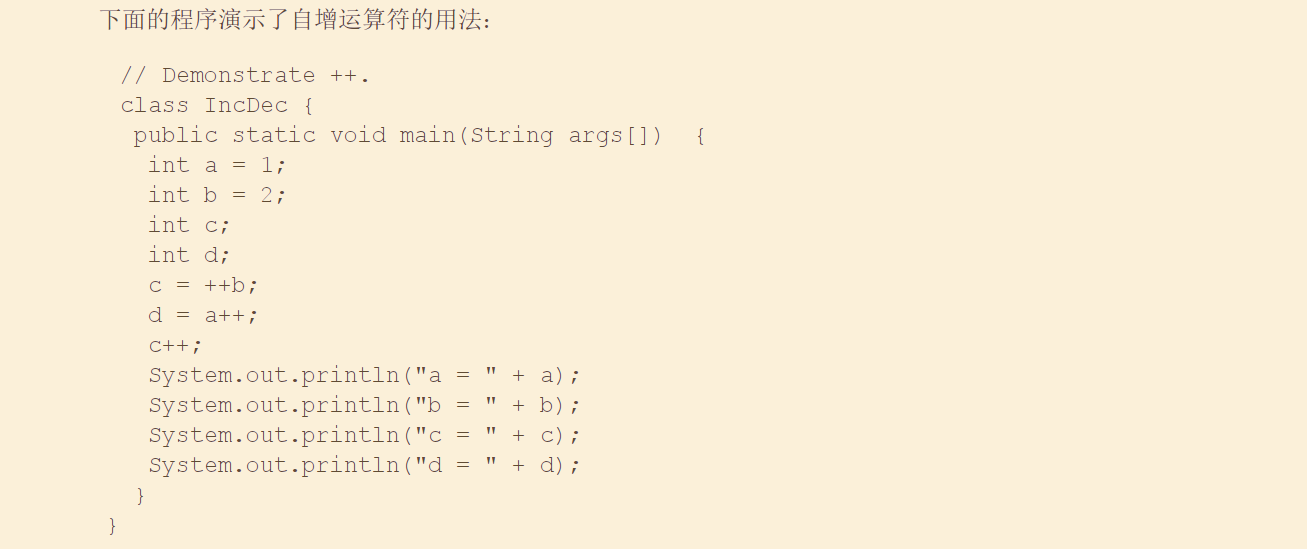 下面的程序演示了自增运算符的用法：
// Demonstrate ++.
class IncDec {
public static void main(String args[])  {
int a = 1;
int b = 2;
int c;
int d;
c = ++b;
d = a++;
c++;
System.out.println("a = " + a);
System.out.println("b = " + b);
System.out.println("c = " + c);
System.out.println("d = " + d);
}
}